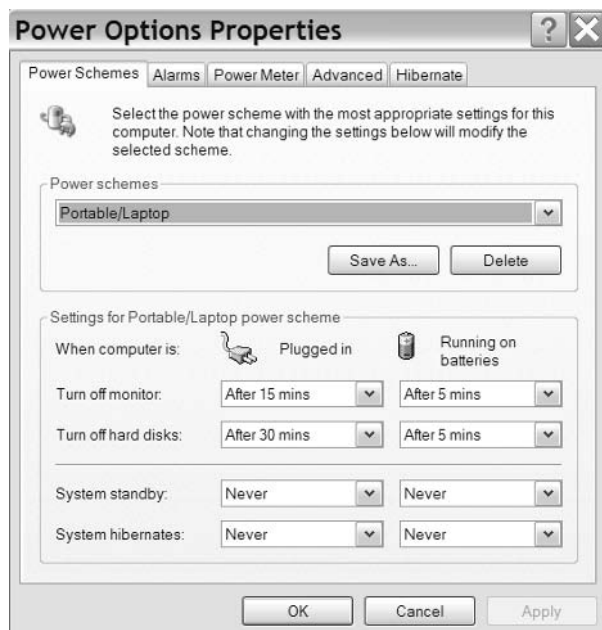 Power Options Properties
Power Schemes Alarms Power Meter Advanced Hibernate
Select the power scheme with the most appropriate settings for this
computer. Note that changing the settings below will modify the
selected scheme.
Power schemes
Portable/Laptop
Save As... Delete
Settings for Portable/Laptop power scheme
When computer is: Plugged in Running on
batteries
Turn off monitor: After 15 mins After 5 mins
Turn off hard disks: After 30 mins After 5 mins
System standby: Never Never
System hibernates: Never Never
OK Cancel Apply